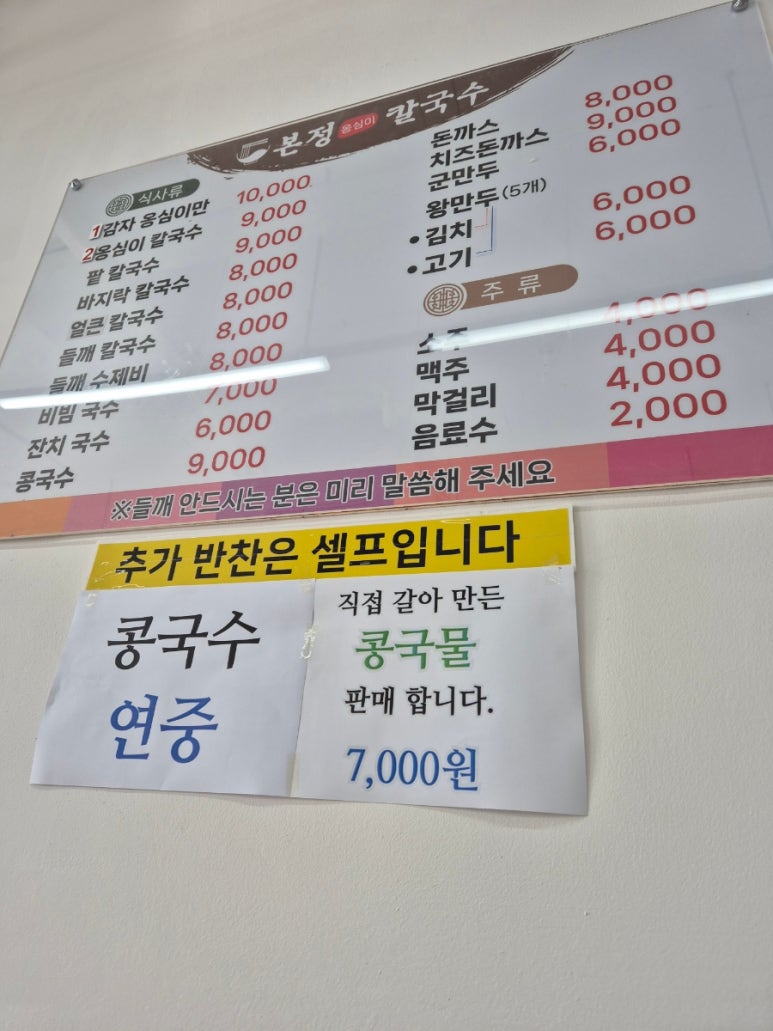 본정 옹심이 칼국수
식사류
1감자 옹심이만 10,000
2옹심이 칼국수 9,000
팥 칼국수 9,000
바지락 칼국수 8,000
얼큰 칼국수 8,000
들깨 칼국수 8,000
들깨 수제비 8,000
비빔 국수 7,000
잔치 국수 6,000
콩국수 9,000
돈까스 8,000
치즈돈까스 9,000
군만두 6,000
왕만두(5개)
•김치 6,000
•고기 6,000
주류
소주 4,000
맥주 4,000
막걸리 4,000
음료수 2,000
※들깨 안드시는 분은 미리 말씀해 주세요
추가 반찬은 셀프입니다
콩국수
연중
직접 갈아 만든
콩국물
판매 합니다.
7,000원